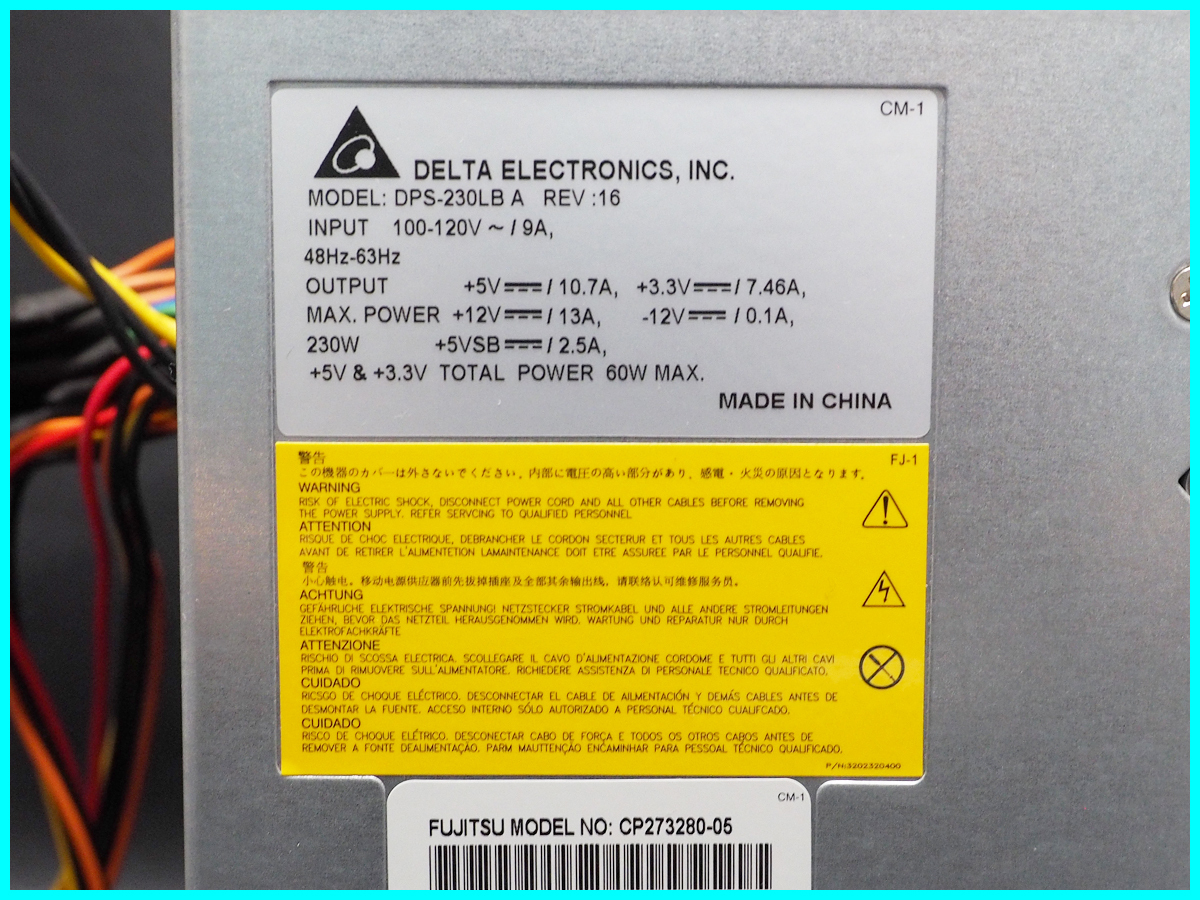 CM-1
DELTA ELECTRONICS, INC.
MODEL: DPS-230LB A REV :16
INPUT 100-120V ~ / 9A,
48Hz-63Hz
OUTPUT +5V⎓/ 10.7A, +3.3V⎓/ 7.46A,
MAX. POWER +12V⎓/ 13A, -12V⎓/ 0.1A,
230W +5VSB⎓/ 2.5A,
+5V & +3.3V TOTAL POWER 60W MAX.
MADE IN CHINA
警告 FJ-1
この機器のカバーは外さないでください。内部に電圧の高い部分があり、感電・火災の原因となります。
WARNING
RISK OF ELECTRIC SHOCK, DISCONNECT POWER CORD AND ALL OTHER CABLES BEFORE REMOVING
THE POWER SUPPLY. REFER SERVCING TO QUALIFIED PERSONNEL
ATTENTION
RISQUE DE CHOC ELECTRIQUE, DEBRANCHER LE CORDON SECTERUR ET TOUS LES AUTRES CABLES
AVANT DE RETIRER L'ALIMENTETION LAMAINTENANCE DOIT ETRE ASSUREE PAR LE PERSONNEL QUALIFIE.
警告
小心触电。移动电源供应器前先拔掉插座及全部其余输出线，请联络认可维修服务员。
ACHTUNG
GEFÄHRLICHE ELEKTRISCHE SPANNUNG! NETZSTECKER STROMKABEL UND ALLE ANDERE STROMLEITUNGEN
ZIEHEN, BEVOR DAS NETZTEIL HERAUSGENOMMEN WIRD. WARTUNG UND REPARATUR NUR DURCH
ELEKTROFACHKRÄFTE
ATTENZIONE
RISCHIO DI SCOSSA ELECTRICA. SCOLLEGARE IL CAVO D'ALIMENTAZIONE CORDOME E TUTTI GLI ALTRI CAVI
PRIMA DI RIMUOVERE SULL'ALIMENTATORE. RICHIEDERE ASSISTENZA DI PERSONALE TECNICO QUALIFICATO.
CUIDADO
RICSGO DE CHOQUE ELÉCTRICO. DESCONNECTAR EL CABLE DE AILMENTACIÓN Y DEMÁS CABLES ANTES DE
DESMONTAR LA FUENTE. ACCESO INTERNO SÓLO AUTORIZADO A PERSONAL TÉCNICO CUALIFCADO.
CUIDADO
RISCO DE CHOQUE ELÉTRICO. DESCONECTAR CABO DE FORÇA E TODOS OS OTROS CABOS ANTES DE
REMOVER A FONTE DEALIMENTAÇÃO. PARM MAUTTENÇÃO ENCAMINHAR PARA PESSOAL TÉCNICO QUALIFICADO.
P/N:3202320400
CM-1
FUJITSU MODEL NO: CP273280-05